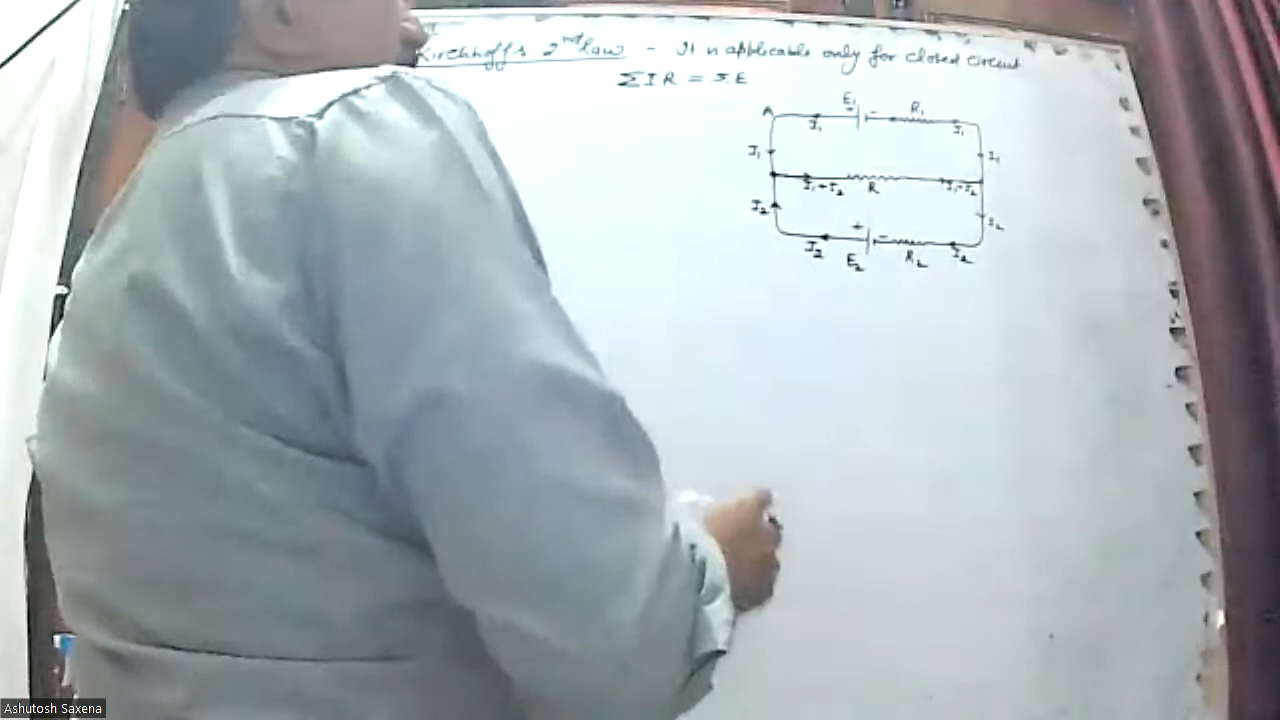 Kirchhoff's 2nd law - It is applicable only for closed circuit
ΣIR = ΣE
A I₁ E₁ - R₁ I₁
I₁ I₁
I₁+I₂ R I₁+I₂
I₂ I₂
+ -
I₂ E₂ R₂ I₂
Ashutosh Saxena